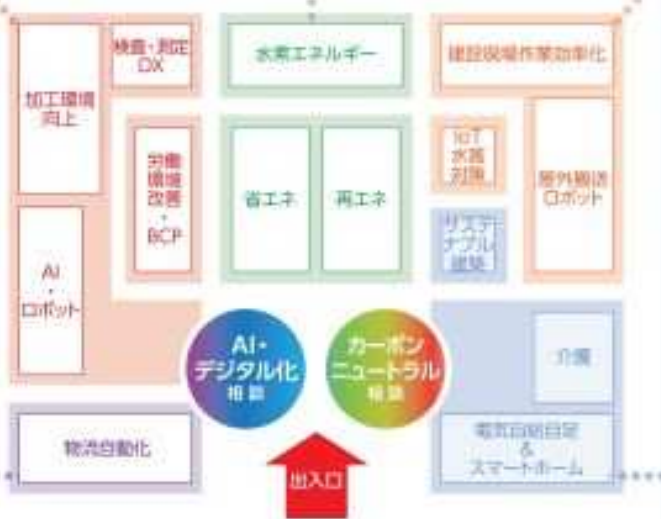 検査・測定
DX
水素エネルギー
建設現場作業効率化
加工環境
向上
労働
環境
改善
・
BCP
省エネ
再エネ
IoT
水害
対策
屋外搬送
ロボット
サステ
ナブル
建築
AI
・
ロボット
AI・
デジタル化
相談
カーボン
ニュートラル
相談
介護
物流自動化
電気自給自足
&
スマートホーム
出入口